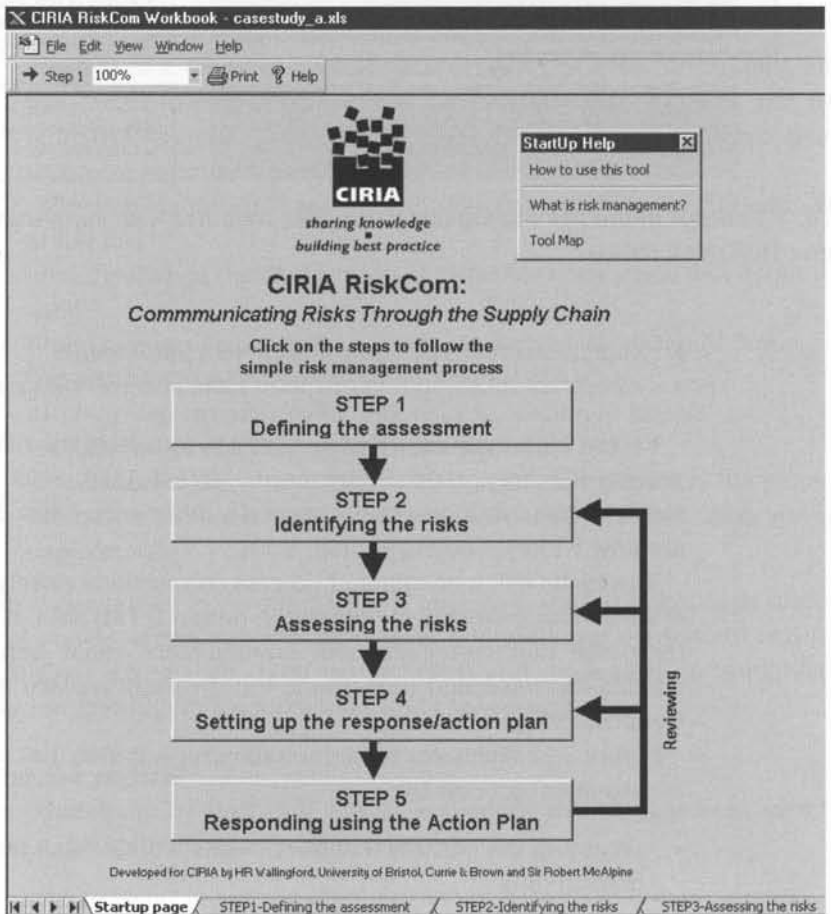 CIRIA RiskCom Workbook - casestudy_a.xls
File Edit View Window Help
Step 1 100% Print Help
CIRIA
sharing knowledge
building best practice
StartUp Help
How to use this tool
What is risk management?
Tool Map
CIRIA RiskCom:
Commmunicating Risks Through the Supply Chain
Click on the steps to follow the
simple risk management process
STEP 1
Defining the assessment
STEP 2
Identifying the risks
STEP 3
Assessing the risks
STEP 4
Setting up the response/action plan
STEP 5
Responding using the Action Plan
Reviewing
Developed for CIRIA by HR Wallingford, University of Bristol, Currie & Brown and Sir Robert McAlpine
Startup page / STEP1-Defining the assessment / STEP2-Identifying the risks / STEP3-Assessing the risks